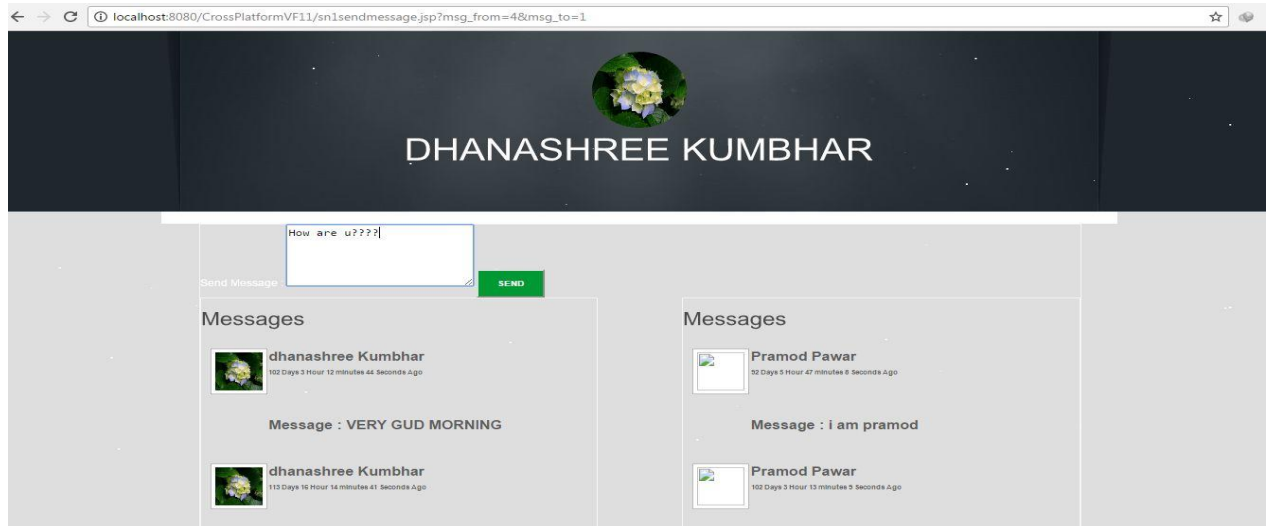 localhost:8080/CrossPlatformVF11/sn1sendmessage.jsp?msg_from=4&msg_to=1
DHANASHREE KUMBHAR
How are u????
Send Message
SEND
Messages
dhanashree Kumbhar
102 Days 3 Hour 12 minutes 44 Seconds Ago
Message : VERY GUD MORNING
dhanashree Kumbhar
113 Days 16 Hour 14 minutes 41 Seconds Ago
Messages
Pramod Pawar
92 Days 5 Hour 47 minutes 8 Seconds Ago
Message : i am pramod
Pramod Pawar
102 Days 3 Hour 13 minutes 5 Seconds Ago